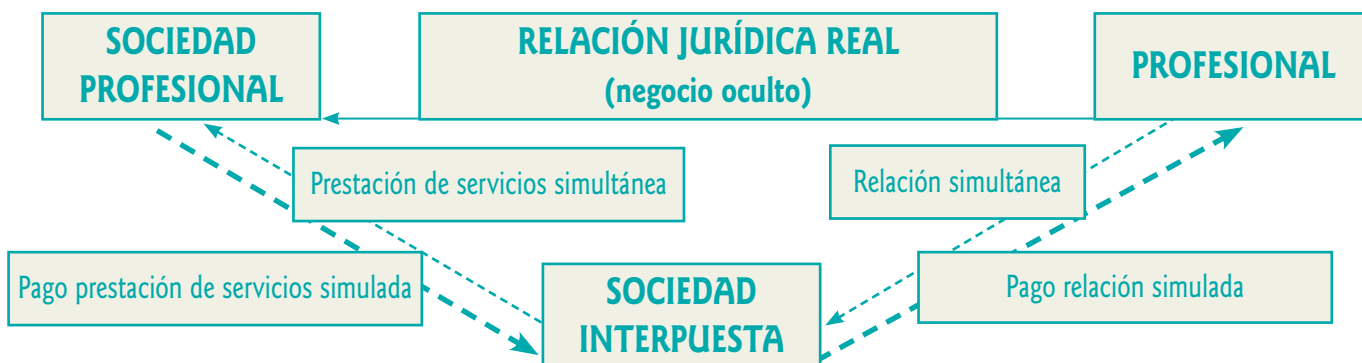 SOCIEDAD
PROFESIONAL
RELACIÓN JURÍDICA REAL
(negocio oculto)
PROFESIONAL
Prestación de servicios simultánea
Relación simultánea
Pago prestación de servicios simulada
SOCIEDAD
INTERPUESTA
Pago relación simulada